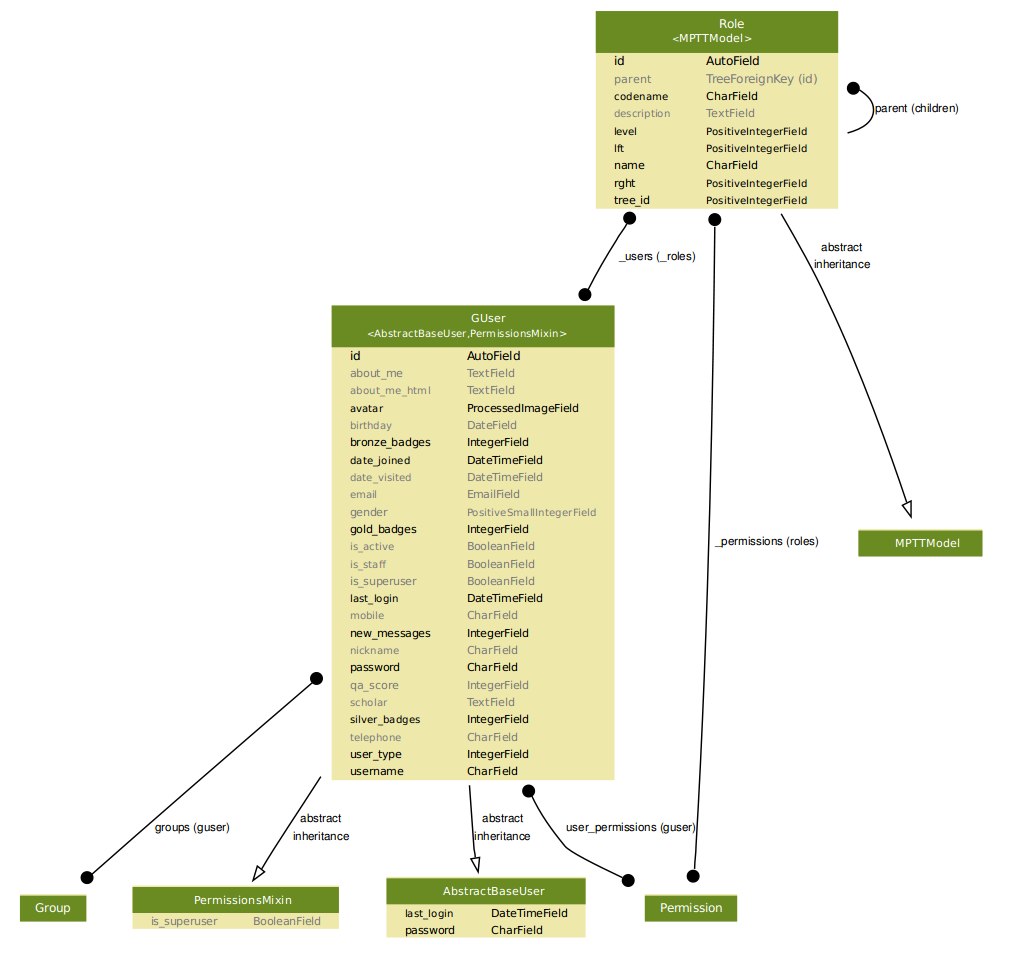 Role
<MPTTModel>
id AutoField
parent TreeForeignKey (id)
codename CharField
description TextField
level PositiveIntegerField
lft PositiveIntegerField
name CharField
rght PositiveIntegerField
tree_id PositiveIntegerField
parent (children)
_users (_roles)
abstract
inheritance
GUser
<AbstractBaseUser,PermissionsMixin>
id AutoField
about_me TextField
about_me_html TextField
avatar ProcessedImageField
birthday DateField
bronze_badges IntegerField
date_joined DateTimeField
date_visited DateTimeField
email EmailField
gender PositiveSmallIntegerField
gold_badges IntegerField
is_active BooleanField
is_staff BooleanField
is_superuser BooleanField
last_login DateTimeField
mobile CharField
new_messages IntegerField
nickname CharField
password CharField
qa_score IntegerField
scholar TextField
silver_badges IntegerField
telephone CharField
user_type IntegerField
username CharField
_permissions (roles)
MPTTModel
groups (guser)
abstract
inheritance
abstract
inheritance
user_permissions (guser)
Group
PermissionsMixin
is_superuser BooleanField
AbstractBaseUser
last_login DateTimeField
password CharField
Permission